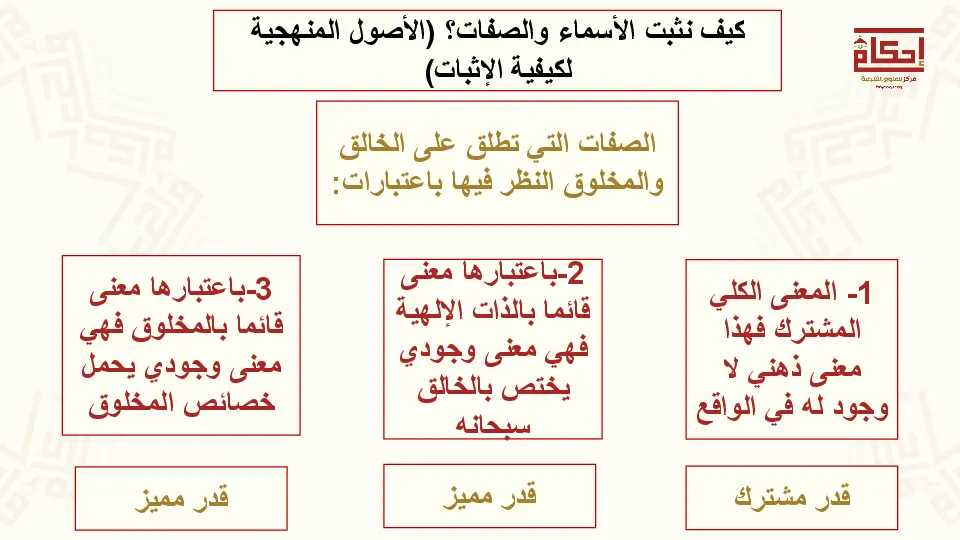 كيف نثبت الأسماء والصفات؟ (الأصول المنهجية
لكيفية الإثبات)
إحكام
مركز للعلوم الشرعية
الصفات التي تطلق على الخالق
والمخلوق النظر فيها باعتبارات:
1- المعنى الكلي
المشترك فهذا
معنى ذهني لا
وجود له في الواقع
2-باعتبارها معنى
قائما بالذات الإلهية
فهي معنى وجودي
يختص بالخالق
سبحانه
3-باعتبارها معنى
قائما بالمخلوق فهي
معنى وجودي يحمل
خصائص المخلوق
قدر مشترك
قدر مميز
قدر مميز